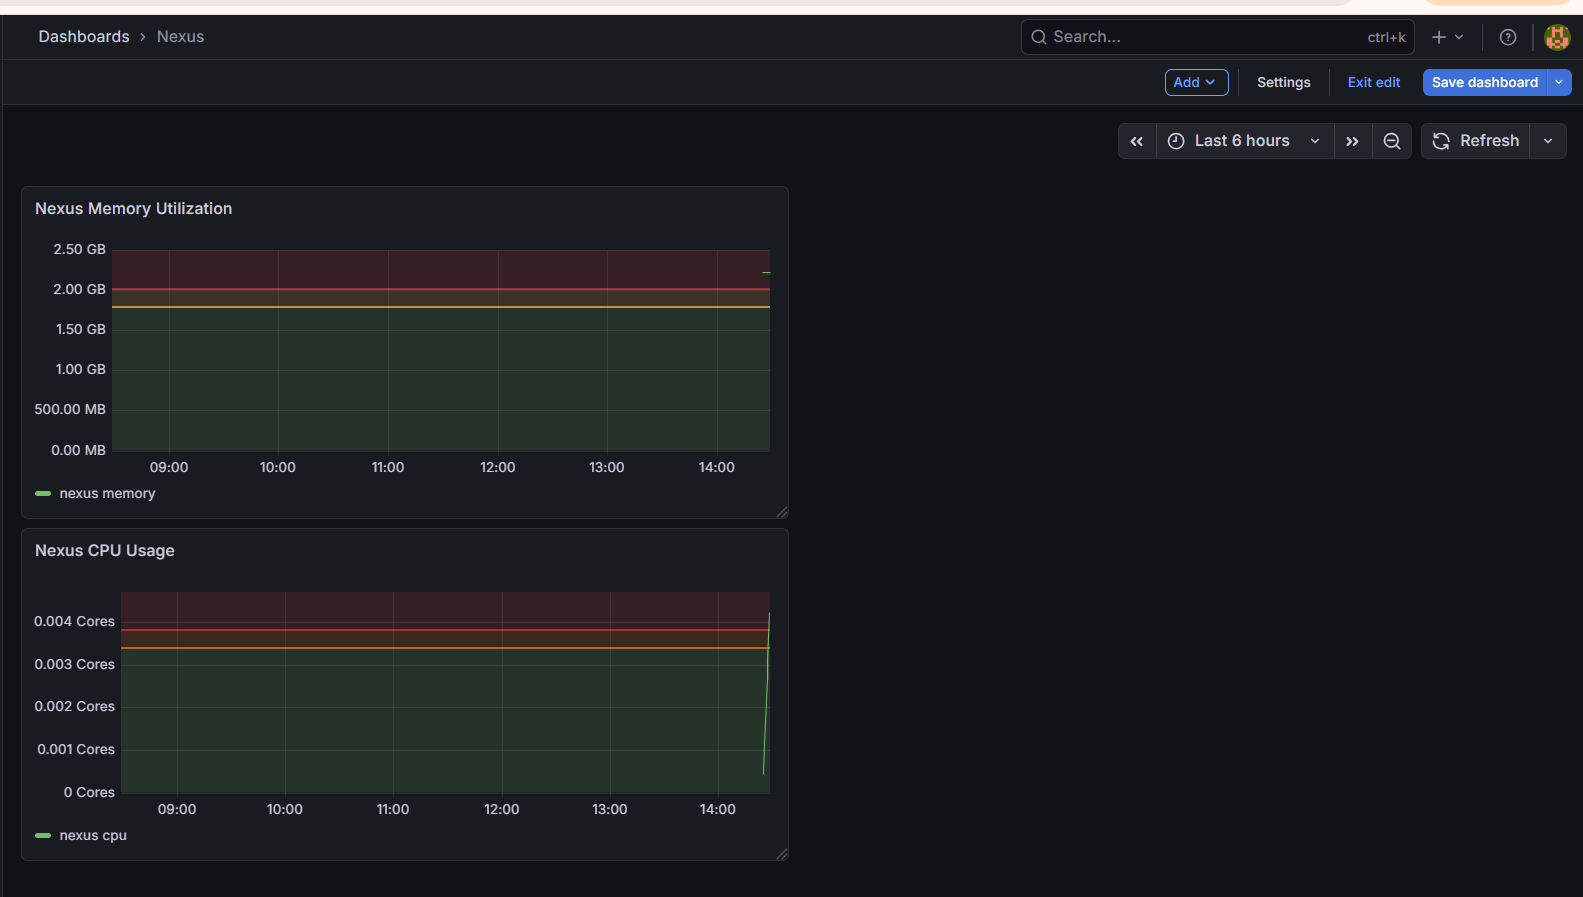 Dashboards › Nexus
Search... ctrl+k
Add Settings Exit edit Save dashboard
Last 6 hours Refresh
Nexus Memory Utilization
2.50 GB
2.00 GB
1.50 GB
1.00 GB
500.00 MB
0.00 MB
09:00 10:00 11:00 12:00 13:00 14:00
nexus memory
Nexus CPU Usage
0.004 Cores
0.003 Cores
0.002 Cores
0.001 Cores
0 Cores
09:00 10:00 11:00 12:00 13:00 14:00
nexus cpu